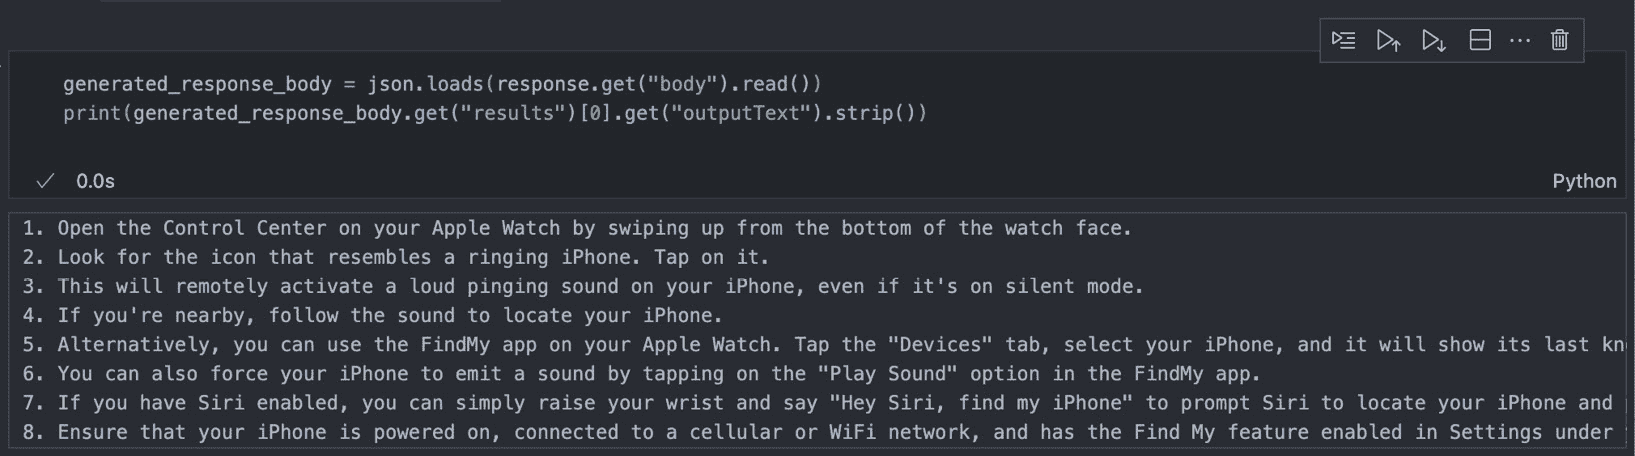 generated_response_body = json.loads(response.get("body").read())
print(generated_response_body.get("results")[0].get("outputText").strip())
0.0s
Python
1. Open the Control Center on your Apple Watch by swiping up from the bottom of the watch face.
2. Look for the icon that resembles a ringing iPhone. Tap on it.
3. This will remotely activate a loud pinging sound on your iPhone, even if it's on silent mode.
4. If you're nearby, follow the sound to locate your iPhone.
5. Alternatively, you can use the FindMy app on your Apple Watch. Tap the "Devices" tab, select your iPhone, and it will show its last kn
6. You can also force your iPhone to emit a sound by tapping on the "Play Sound" option in the FindMy app.
7. If you have Siri enabled, you can simply raise your wrist and say "Hey Siri, find my iPhone" to prompt Siri to locate your iPhone and
8. Ensure that your iPhone is powered on, connected to a cellular or WiFi network, and has the Find My feature enabled in Settings under